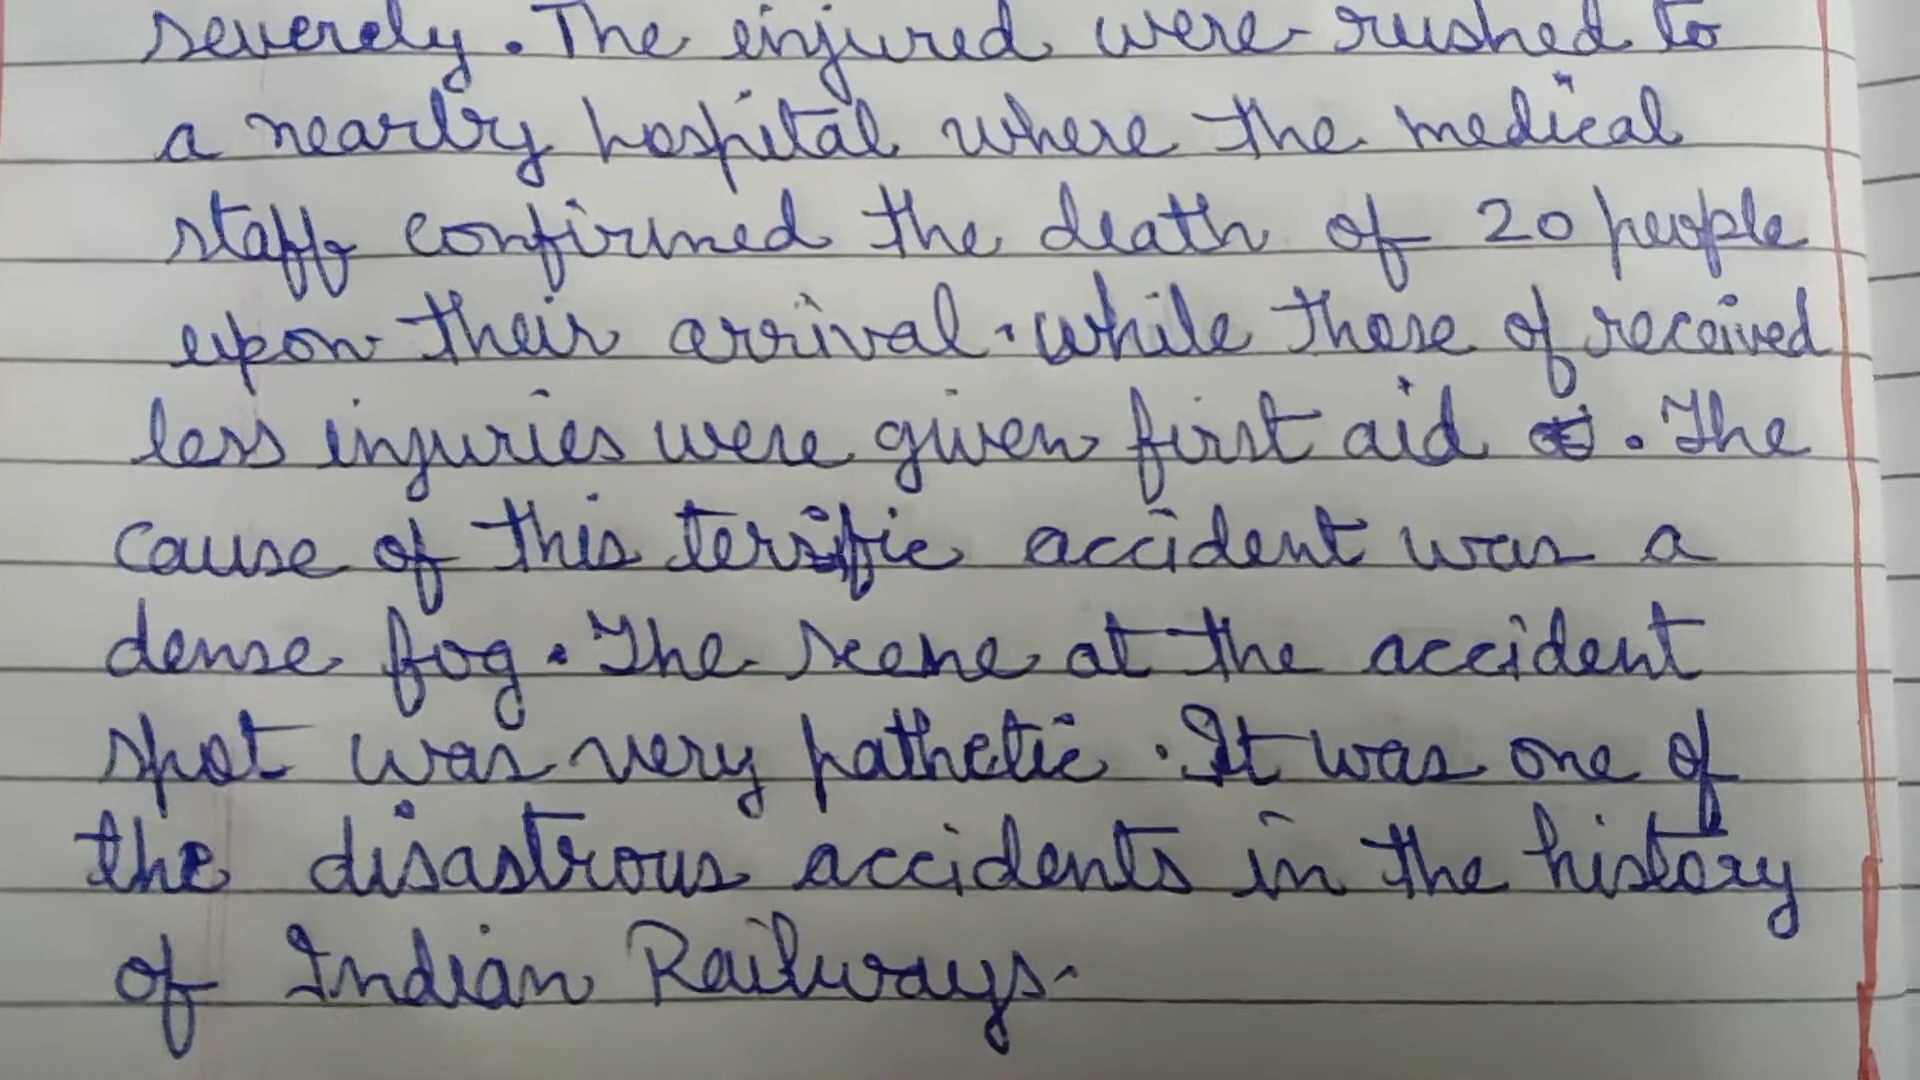 severely. The injured were rushed to
a nearby hospital where the medical
staff confirmed the death of 20 people
upon their arrival. while those of received
less injuries were given first aid. The
cause of this terrific accident was a
dense fog. The scene at the accident
spot was very pathetic. It was one of
the disastrous accidents in the history
of Indian Railways.